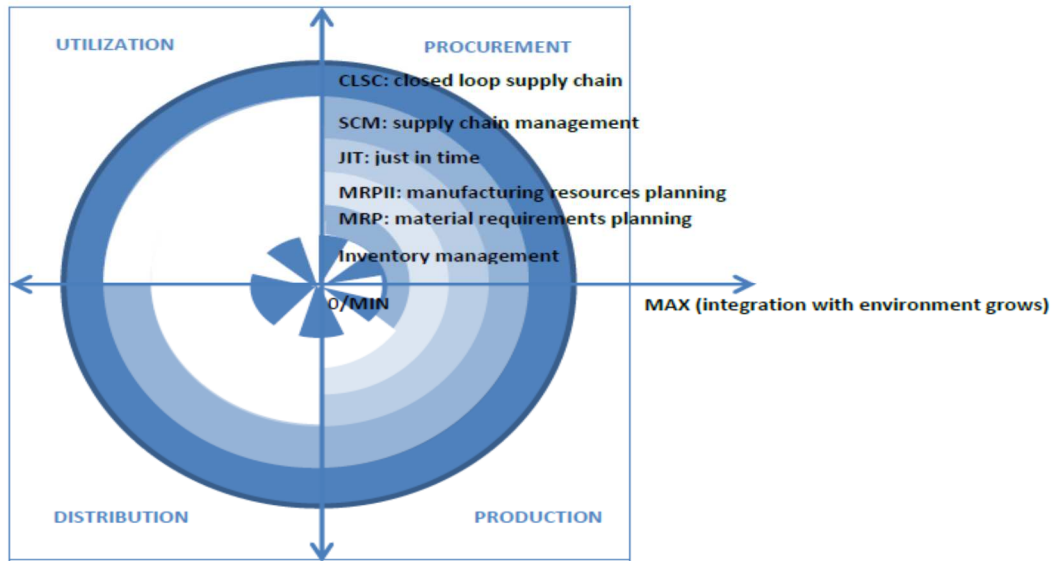 UTILIZATION
PROCUREMENT
CLSC: closed loop supply chain
SCM: supply chain management
JIT: just in time
MRPII: manufacturing resources planning
MRP: material requirements planning
Inventory management
0/MIN
MAX (integration with environment grows)
DISTRIBUTION
PRODUCTION